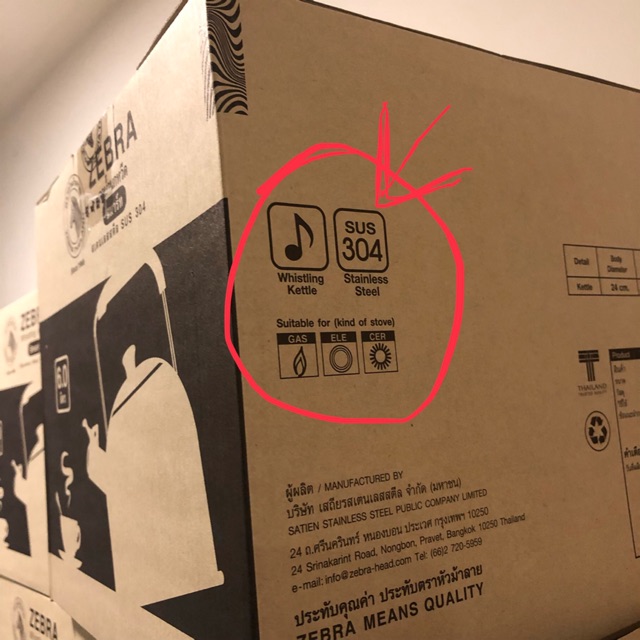 ZEBRA
SUS 304
6.0
ZEBRA
ZEBRA
SUS
304
Whistling
Kettle
Stainless
Steel
Suitable for (kind of stove)
GAS ELE CER
Detail Body Diameter
Kettle 24 cm.
THAILAND
Product
ผู้ผลิต / MANUFACTURED BY
บริษัท เสถียรสเตนเลสสตีล จำกัด (มหาชน)
SATIEN STAINLESS STEEL PUBLIC COMPANY LIMITED
24 ถ.ศรีนครินทร์ หนองบอน ประเวศ กรุงเทพฯ 10250
24 Srinakarint Road, Nongbon, Pravet, Bangkok 10250 Thailand
e-mail: info@zebra-head.com Tel: (66)2 720-5959
ประทับคุณค่า ประทับตราหัวม้าลาย
ZEBRA MEANS QUALITY